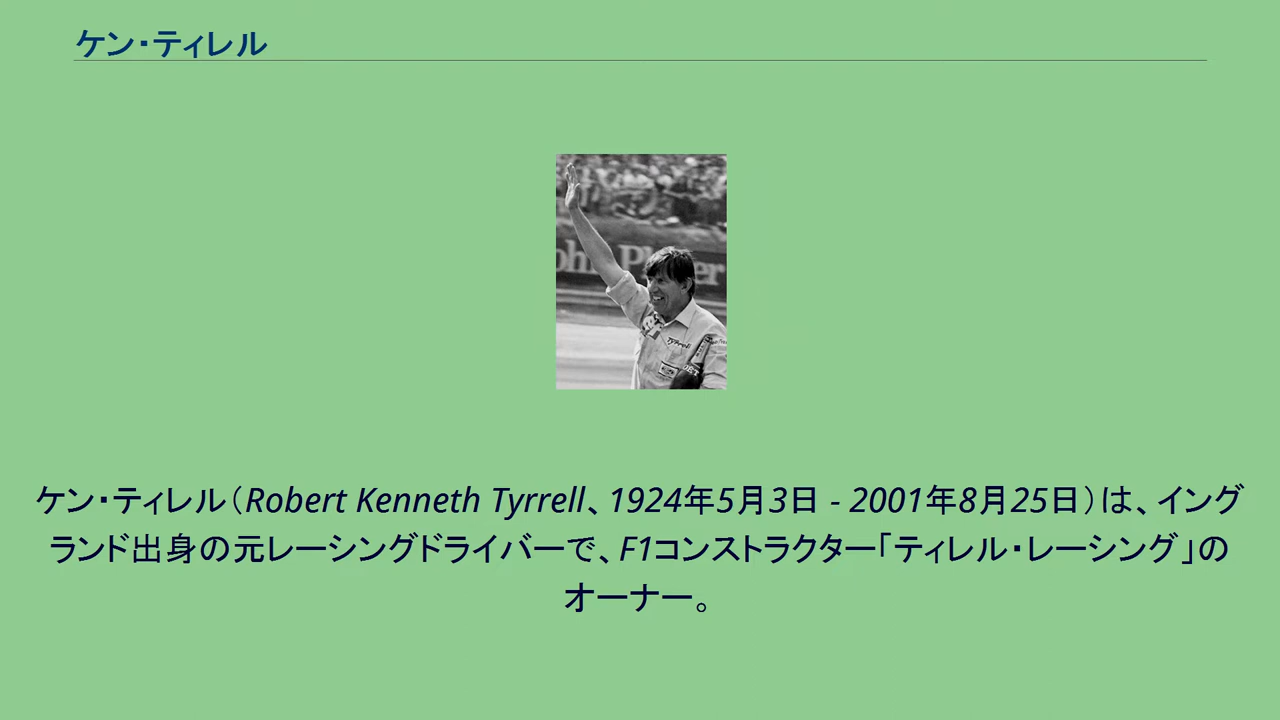 ケン・ティレル
John Player
Tyrrell
ケン・ティレル（Robert Kenneth Tyrrell、1924年5月3日 - 2001年8月25日）は、イング
ランド出身の元レーシングドライバーで、F1コンストラクター「ティレル・レーシング」の
オーナー。